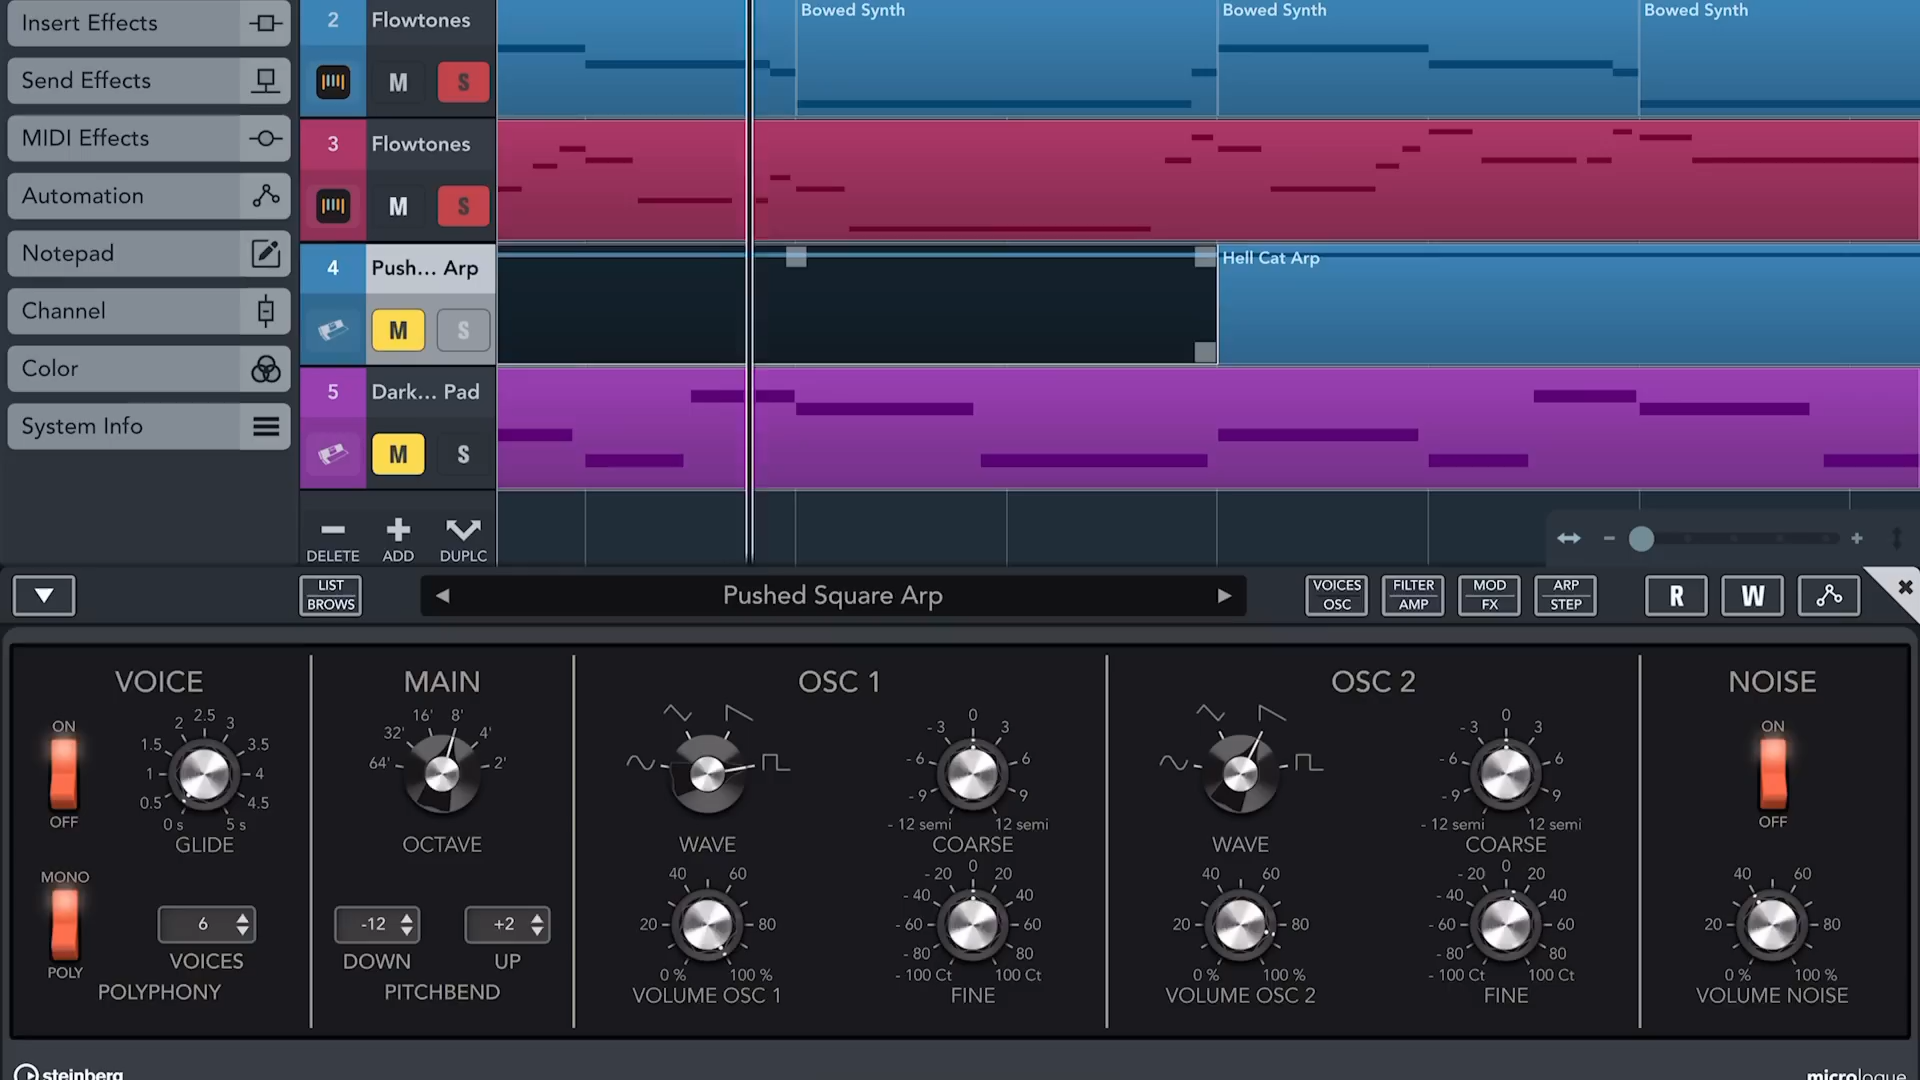 Insert Effects
Send Effects
MIDI Effects
Automation
Notepad
Channel
Color
System Info
2 Flowtones
M S
3 Flowtones
M S
4 Push... Arp
M S
5 Dark... Pad
M S
DELETE ADD DUPLC
Bowed Synth Bowed Synth Bowed Synth
Hell Cat Arp
LIST
BROWS
Pushed Square Arp
VOICES
OSC
FILTER
AMP
MOD
FX
ARP
STEP
R W
VOICE
ON
OFF
0 s 0.5 1 1.5 2 2.5 3 3.5 4 4.5 5 s
GLIDE
MONO
POLY
6
VOICES
POLYPHONY
MAIN
64' 32' 16' 8' 4' 2'
OCTAVE
-12 +2
DOWN UP
PITCHBEND
OSC 1
WAVE
- 12 semi - 9 - 6 - 3 0 3 6 9 12 semi
COARSE
0 % 20 40 60 80 100 %
VOLUME OSC 1
- 100 Ct - 80 - 60 - 40 - 20 0 20 40 60 80 100 Ct
FINE
OSC 2
WAVE
- 12 semi - 9 - 6 - 3 0 3 6 9 12 semi
COARSE
0 % 20 40 60 80 100 %
VOLUME OSC 2
- 100 Ct - 80 - 60 - 40 - 20 0 20 40 60 80 100 Ct
FINE
NOISE
ON
OFF
0 % 20 40 60 80 100 %
VOLUME NOISE
steinberg
micrologue